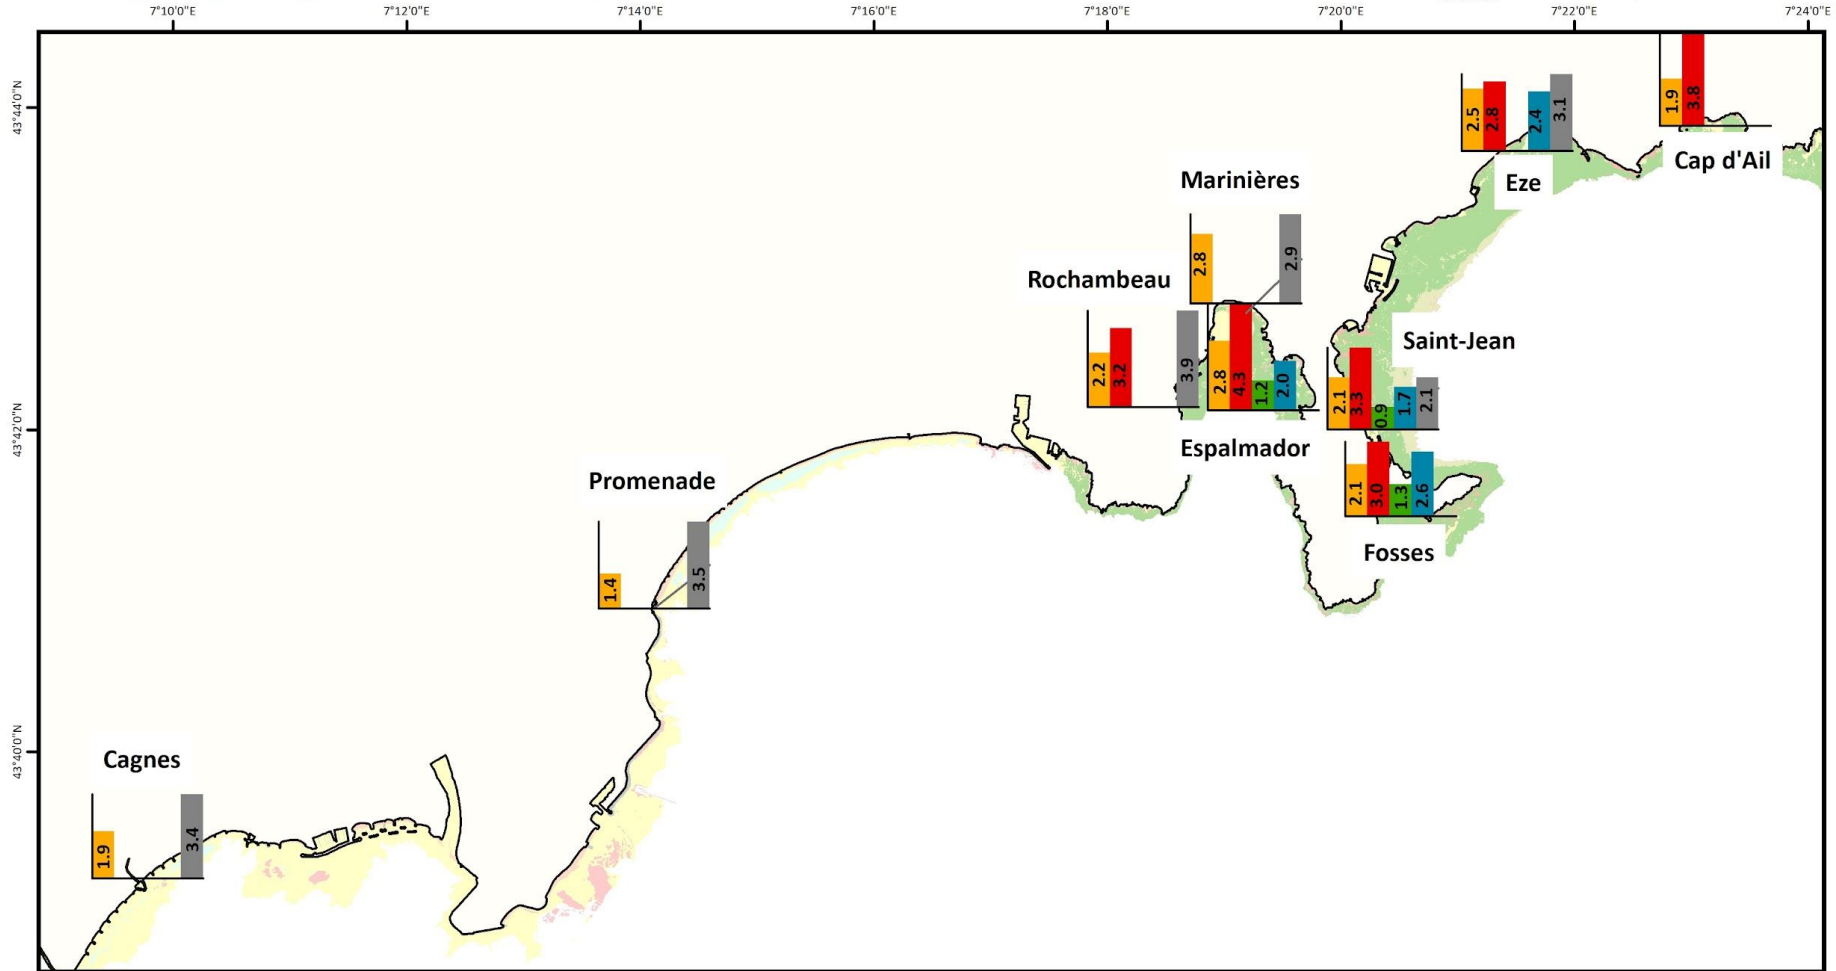 7°10'0"E 7°12'0"E 7°14'0"E 7°16'0"E 7°18'0"E 7°20'0"E 7°22'0"E 7°24'0"E
43°44'0"N
43°42'0"N
43°40'0"N
1.9 3.8
Cap d'Ail
2.5 2.8 2.4 3.1
Eze
Marinières
2.8 2.9
Rochambeau
2.2 3.2 3.9
2.8 4.3 1.2 2.0
Espalmador
Saint-Jean
2.1 3.3 0.9 1.7 2.1
2.1 3.0 1.3 2.6
Fosses
Promenade
1.4 3.5
Cagnes
1.9 3.4